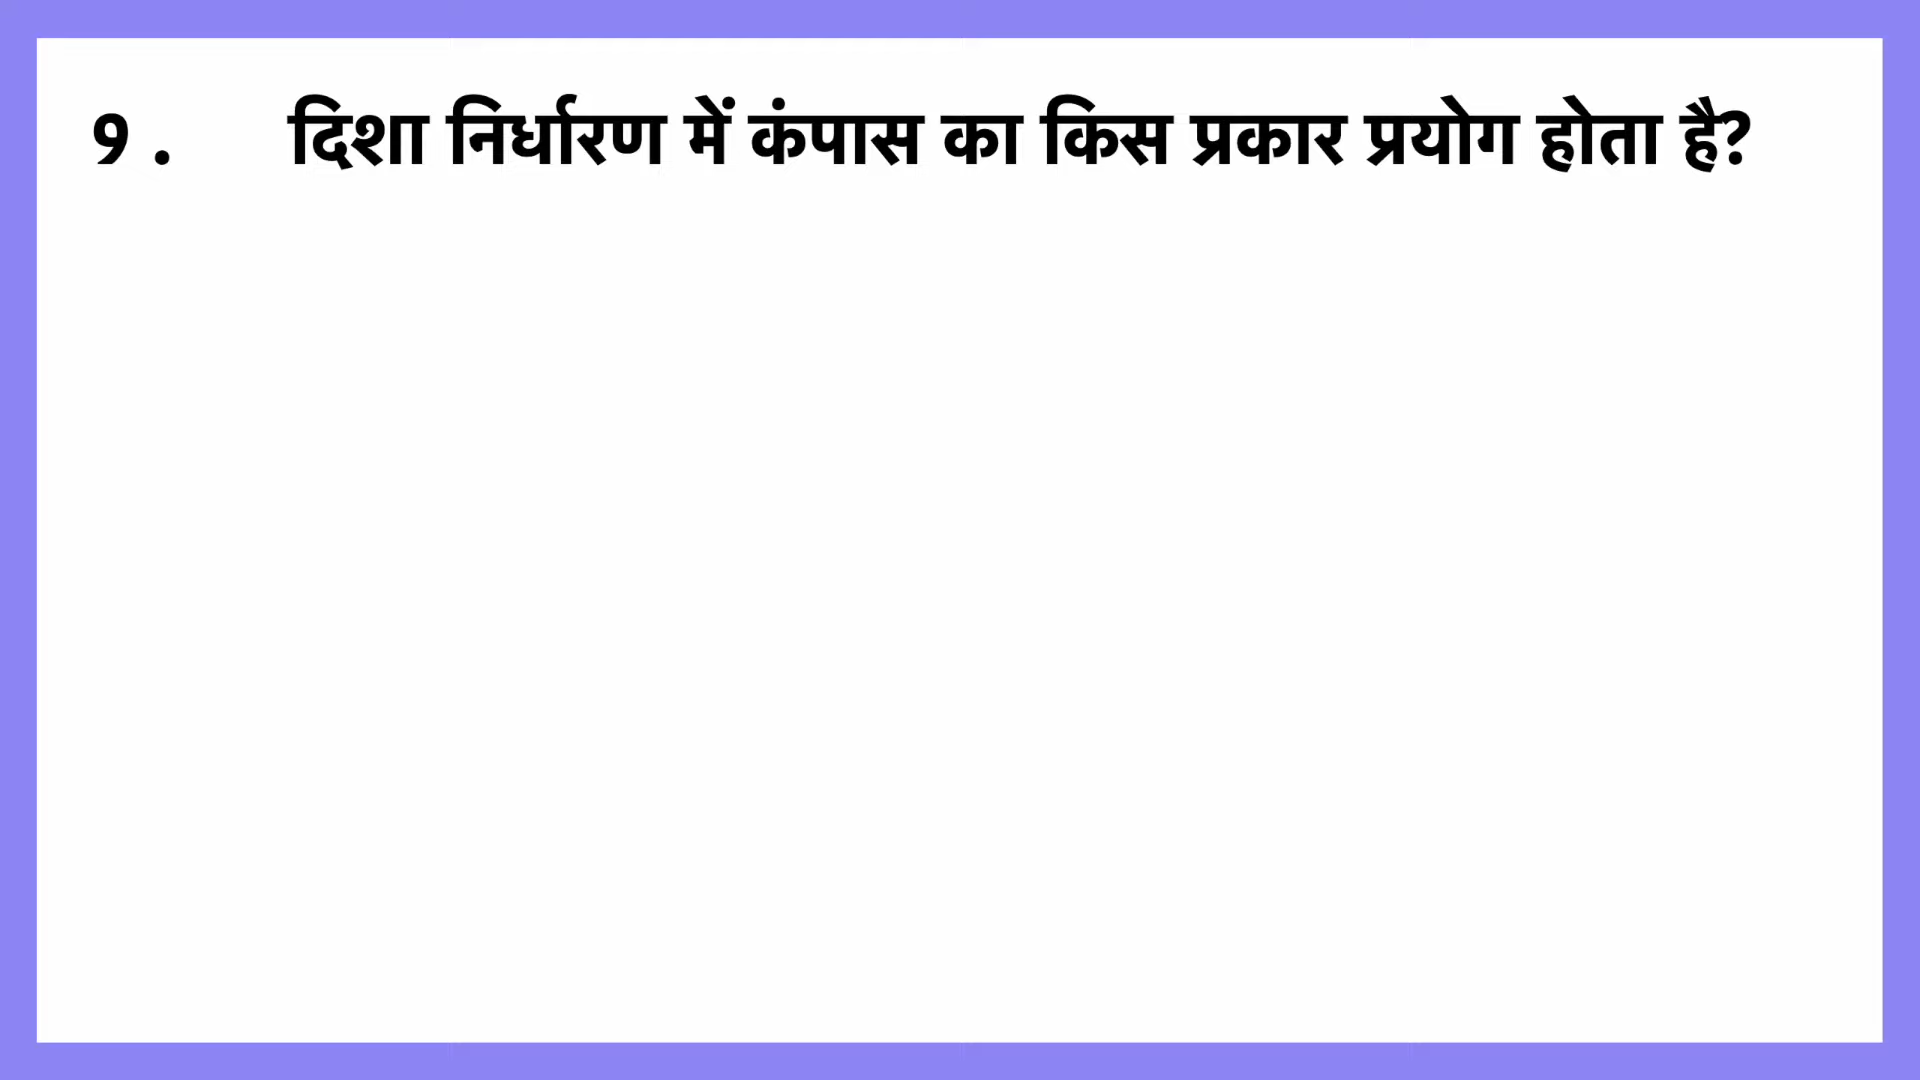 9 . दिशा निर्धारण में कंपास का किस प्रकार प्रयोग होता है?